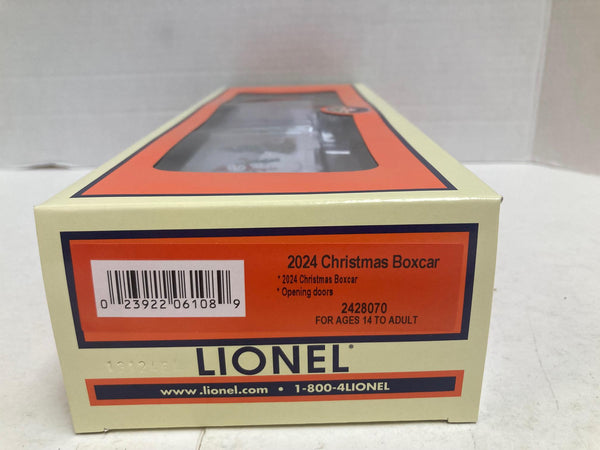 2024 Christmas Boxcar
* 2024 Christmas Boxcar
* Opening doors
2428070
FOR AGES 14 TO ADULT
0 23922 06108 9
LIONEL
www.lionel.com • 1-800-4LIONEL